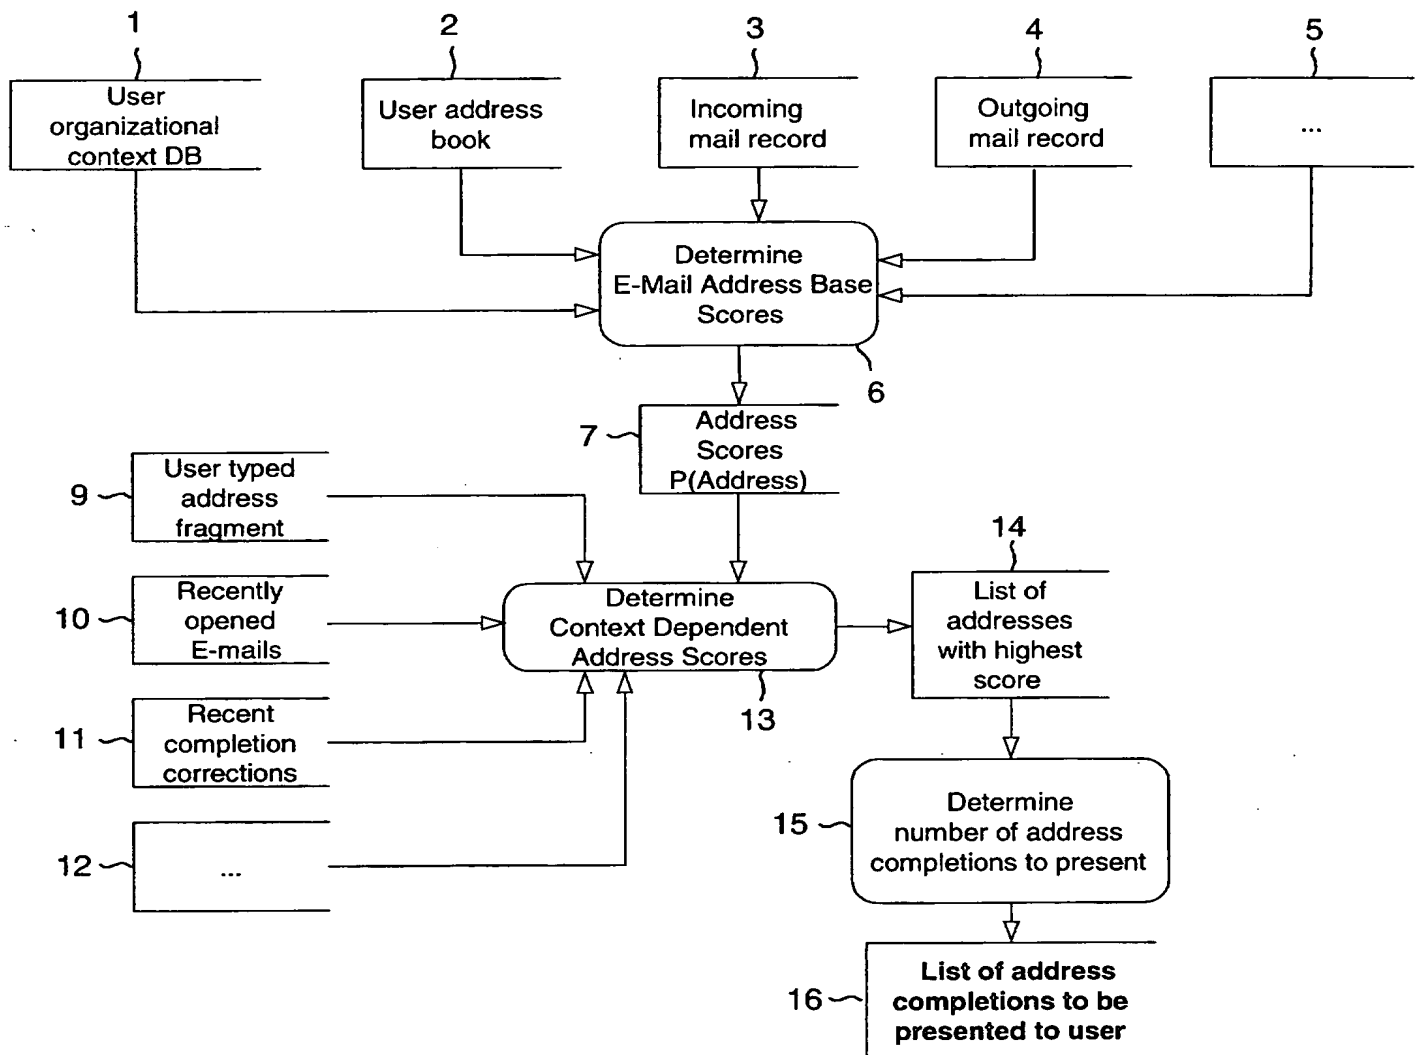 1
2
3
4
5
User
organizational
context DB
User address
book
Incoming
mail record
Outgoing
mail record
...
Determine
E-Mail Address Base
Scores
6
7
Address
Scores
P(Address)
9
User typed
address
fragment
10
Recently
opened
E-mails
11
Recent
completion
corrections
12
...
Determine
Context Dependent
Address Scores
13
14
List of
addresses
with highest
score
15
Determine
number of address
completions to present
16
List of address
completions to be
presented to user